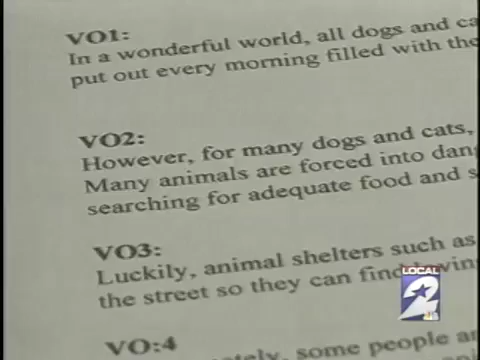 VO1:
In a wonderful world, all dogs and
put out every morning filled with the
VO2:
However, for many dogs and cats,
Many animals are forced into
searching for adequate food and
VO3:
Luckily, animal shelters such as
the street so they can find
LOCAL
2
VO:4
some people